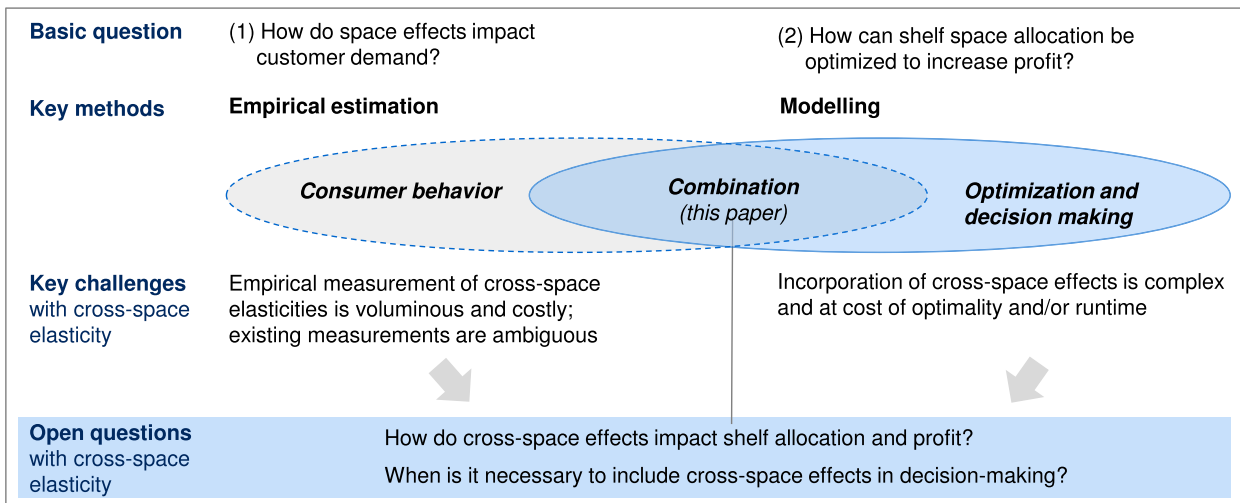 Basic question
(1) How do space effects impact
customer demand?
(2) How can shelf space allocation be
optimized to increase profit?
Key methods
Empirical estimation
Modelling
Consumer behavior
Combination
(this paper)
Optimization and
decision making
Key challenges
with cross-space
elasticity
Empirical measurement of cross-space
elasticities is voluminous and costly;
existing measurements are ambiguous
Incorporation of cross-space effects is complex
and at cost of optimality and/or runtime
Open questions
with cross-space
elasticity
How do cross-space effects impact shelf allocation and profit?
When is it necessary to include cross-space effects in decision-making?